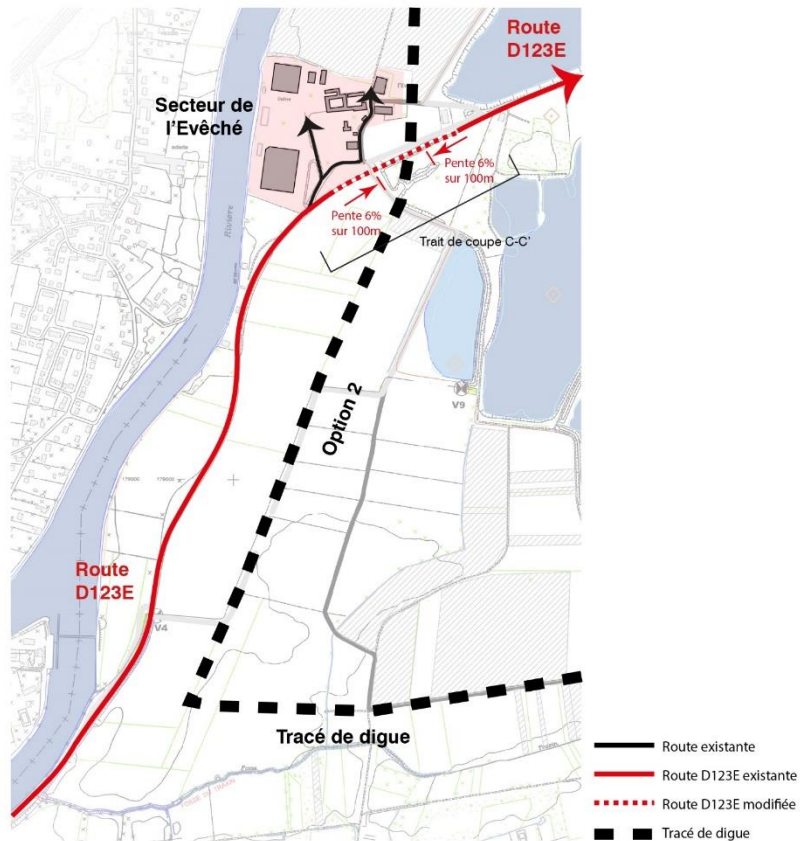 Route
D123E
Secteur de
l'Evêché
Rivière
Pente 6%
sur 100m
Pente 6%
sur 100m
Trait de coupe C-C'
Option 2
V9
Route
D123E
V4
Tracé de digue
Route existante
Route D123E existante
Route D123E modifiée
Tracé de digue